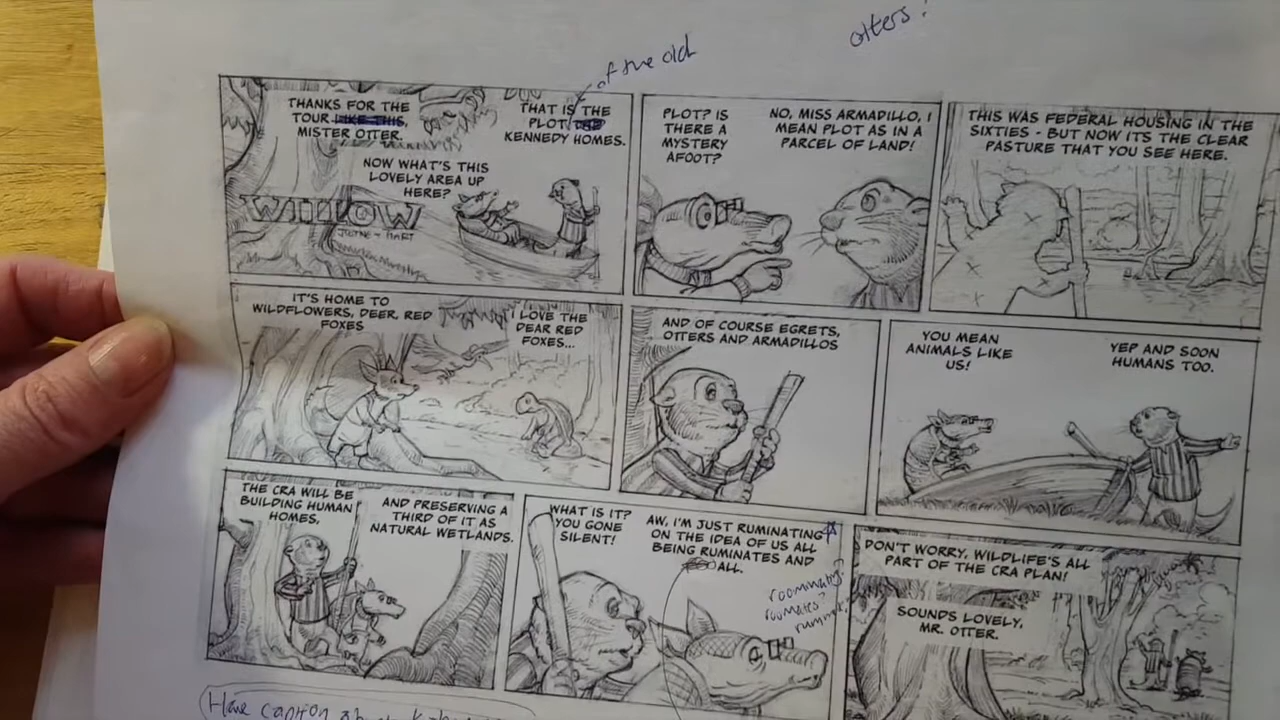 otters!
of the old
THANKS FOR THE
TOUR LIKE THIS,
MISTER OTTER.
THAT IS THE
PLOT
KENNEDY HOMES.
NOW WHAT'S THIS
LOVELY AREA UP
HERE?
WILLOW
PLOT? IS
THERE A
MYSTERY
AFOOT?
NO, MISS ARMADILLO, I
MEAN PLOT AS IN A
PARCEL OF LAND!
THIS WAS FEDERAL HOUSING IN THE
SIXTIES - BUT NOW ITS THE CLEAR
PASTURE THAT YOU SEE HERE.
IT'S HOME TO
WILDFLOWERS, DEER, RED
FOXES
I LOVE THE
DEAR RED
FOXES...
AND OF COURSE EGRETS,
OTTERS AND ARMADILLOS
YOU MEAN
ANIMALS LIKE
US!
YEP AND SOON
HUMANS TOO.
THE CRA WILL BE
BUILDING HUMAN
HOMES,
AND PRESERVING A
THIRD OF IT AS
NATURAL WETLANDS.
WHAT IS IT?
YOU GONE
SILENT!
AW, I'M JUST RUMINATING
ON THE IDEA OF US ALL
BEING RUMINATES AND
ALL.
roominating?
roomates?
DON'T WORRY, WILDLIFE'S ALL
PART OF THE CRA PLAN!
SOUNDS LOVELY,
MR. OTTER.
Have caption